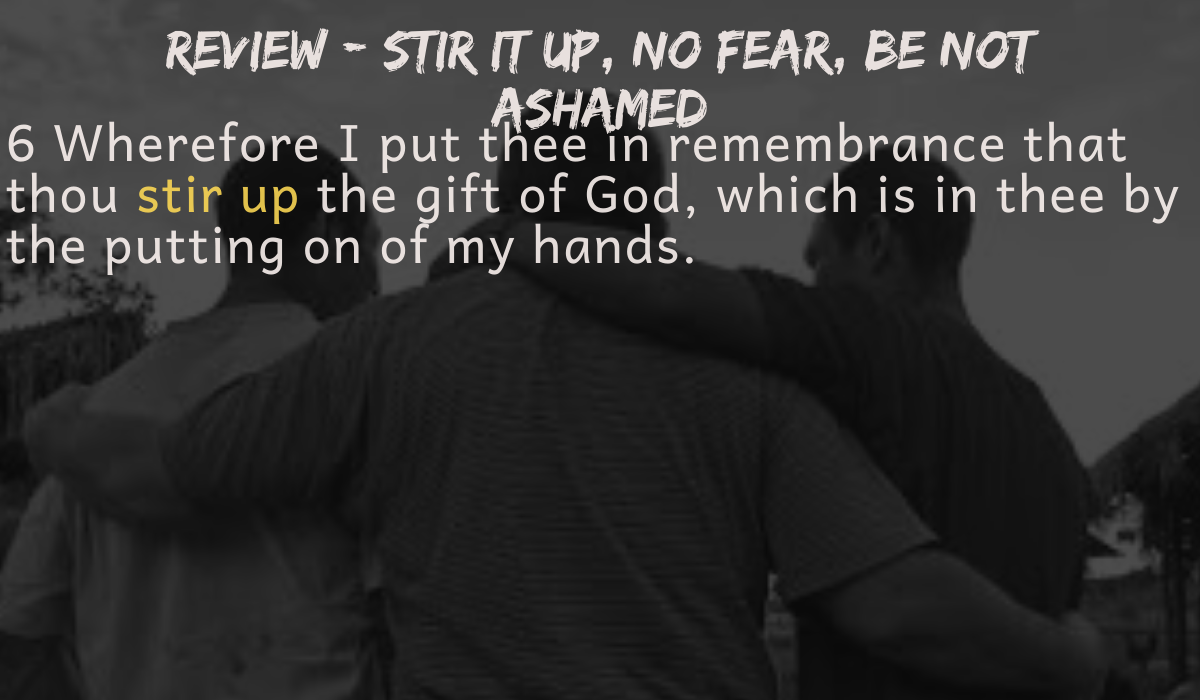 REVIEW - STIR IT UP, NO FEAR, BE NOT
ASHAMED
6 Wherefore I put thee in remembrance that
thou stir up the gift of God, which is in thee by
the putting on of my hands.